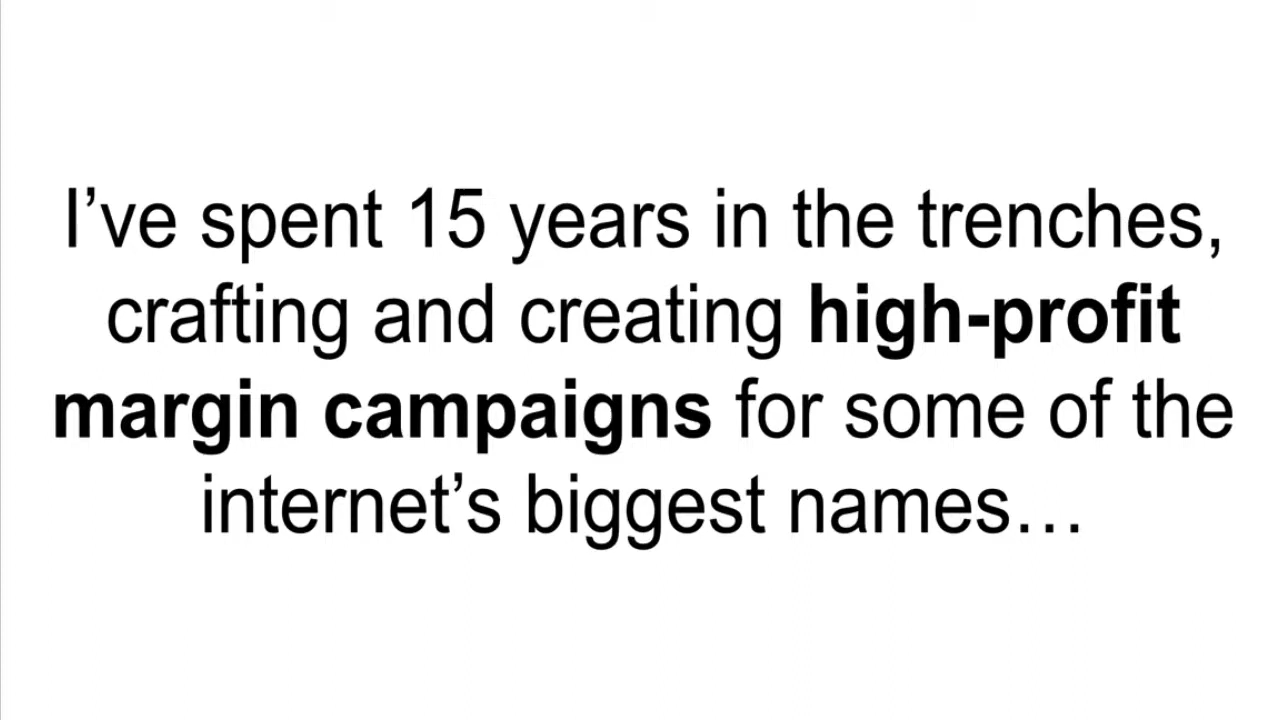 I’ve spent 15 years in the trenches,
crafting and creating high-profit
margin campaigns for some of the
internet’s biggest names…